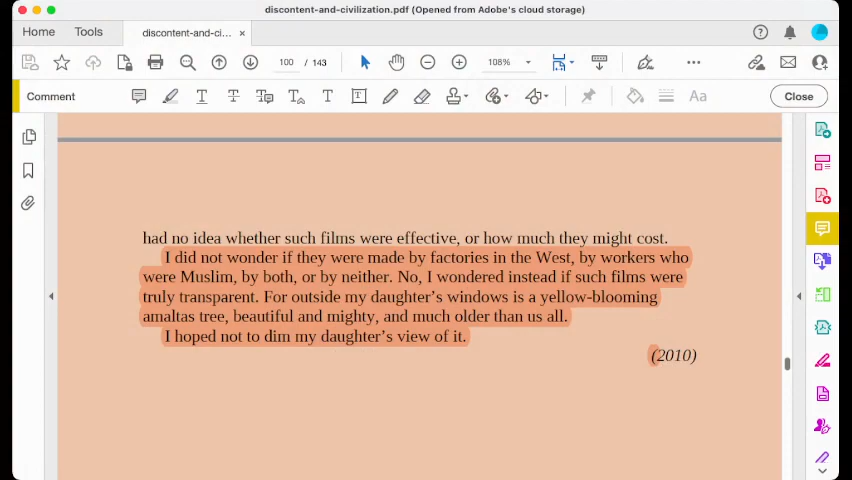 discontent-and-civilization.pdf (Opened from Adobe's cloud storage)
Home Tools discontent-and-ci... ×
100 / 143 108%
Comment T T T T T Aa Close
had no idea whether such films were effective, or how much they might cost.
I did not wonder if they were made by factories in the West, by workers who
were Muslim, by both, or by neither. No, I wondered instead if such films were
truly transparent. For outside my daughter's windows is a yellow-blooming
amaltas tree, beautiful and mighty, and much older than us all.
I hoped not to dim my daughter's view of it.
(2010)